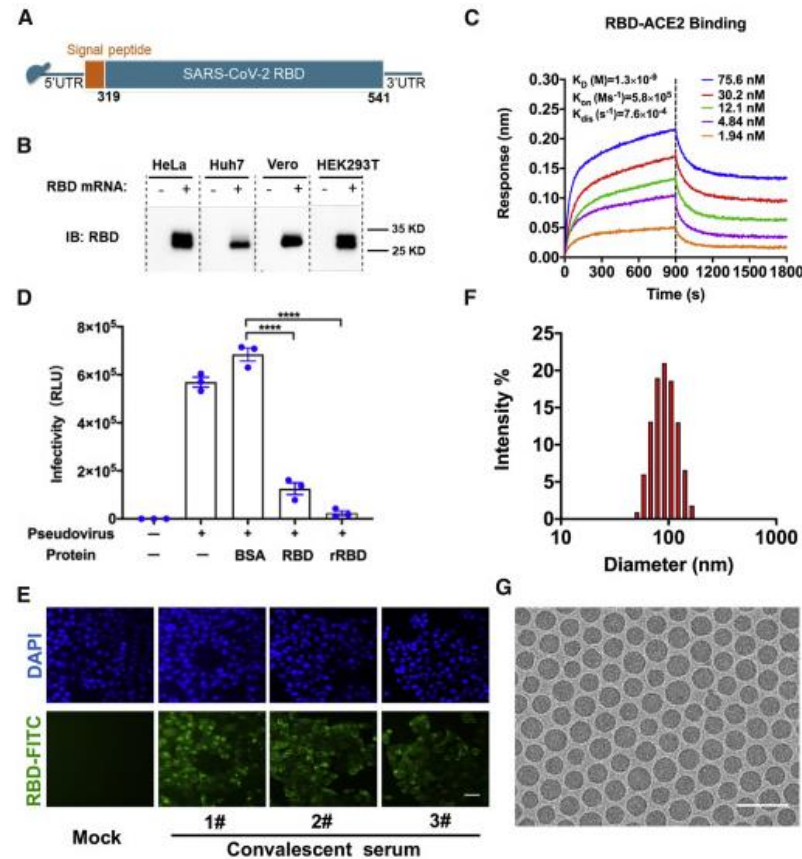 A
Signal peptide
SARS-CoV-2 RBD
5'UTR
3'UTR
319
541
B
HeLa Huh7 Vero HEK293T
RBD mRNA: - + - + - + - +
IB: RBD
35 KD
25 KD
C
RBD-ACE2 Binding
K_D (M)=1.3×10⁻⁹
K_on (Ms⁻¹)=5.8×10⁵
K_dis (s⁻¹)=7.6×10⁻⁴
75.6 nM
30.2 nM
12.1 nM
4.84 nM
1.94 nM
Response (nm)
0.30
0.25
0.20
0.15
0.10
0.05
0.00
0 300 600 900 1200 1500 1800
Time (s)
D
Infectivity (RLU)
8×10⁵
6×10⁵
4×10⁵
2×10⁵
0
****
****
Pseudovirus — + + + +
Protein — — BSA RBD rRBD
F
Intensity %
25
20
15
10
5
0
10 100 1000
Diameter (nm)
E
DAPI
RBD-FITC
Mock
1# 2# 3#
Convalescent serum
G